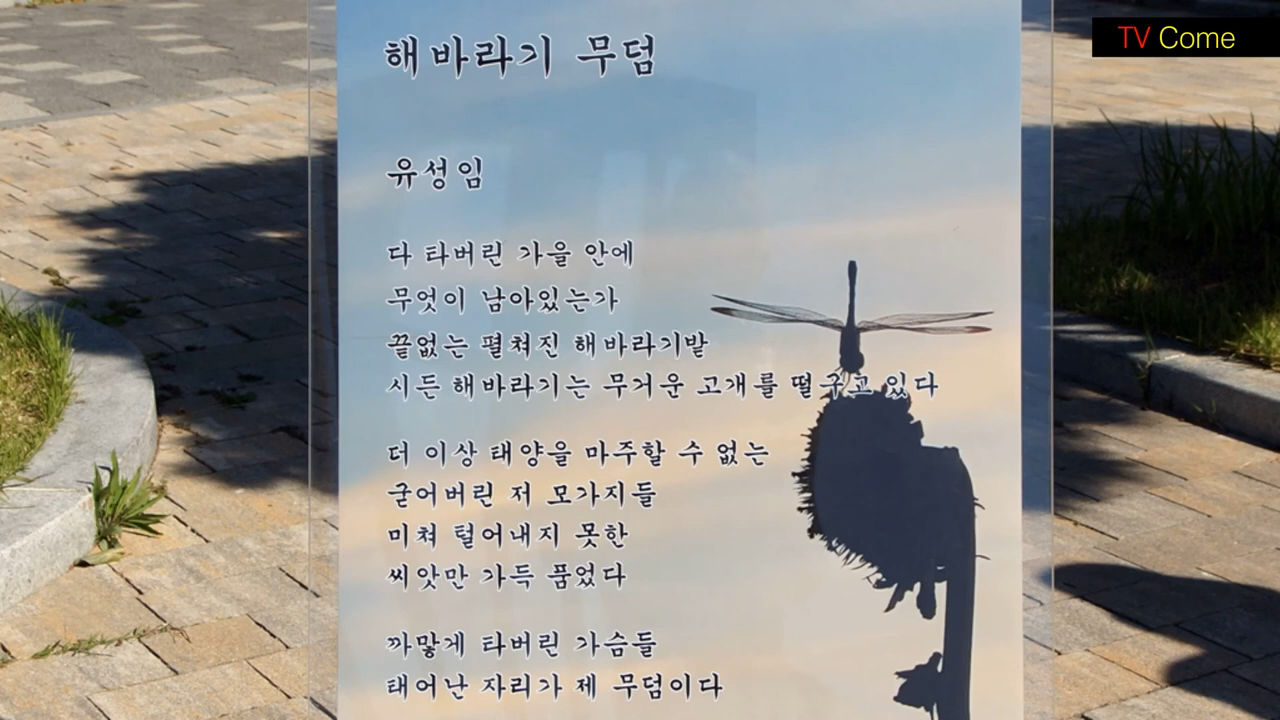 TV Come
해바라기 무덤
유성임
다 타버린 가을 안에
무엇이 남아있는가
끝없는 펼쳐진 해바라기밭
시든 해바라기는 무거운 고개를 떨구고 있다
더 이상 태양을 마주할 수 없는
굳어버린 저 모가지들
미쳐 털어내지 못한
씨앗만 가득 품었다
까맣게 타버린 가슴들
태어난 자리가 제 무덤이다